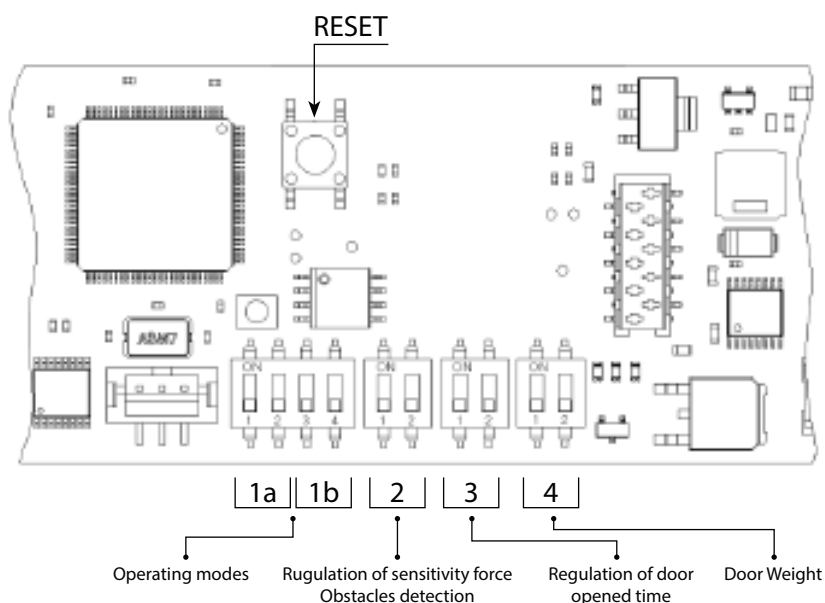 RESET
ABM7
ON
ON
ON
ON
1 2 3 4
1 2
1 2
1 2
1a 1b 2 3 4
Operating modes
Rugulation of sensitivity force
Obstacles detection
Regulation of door
opened time
Door Weight